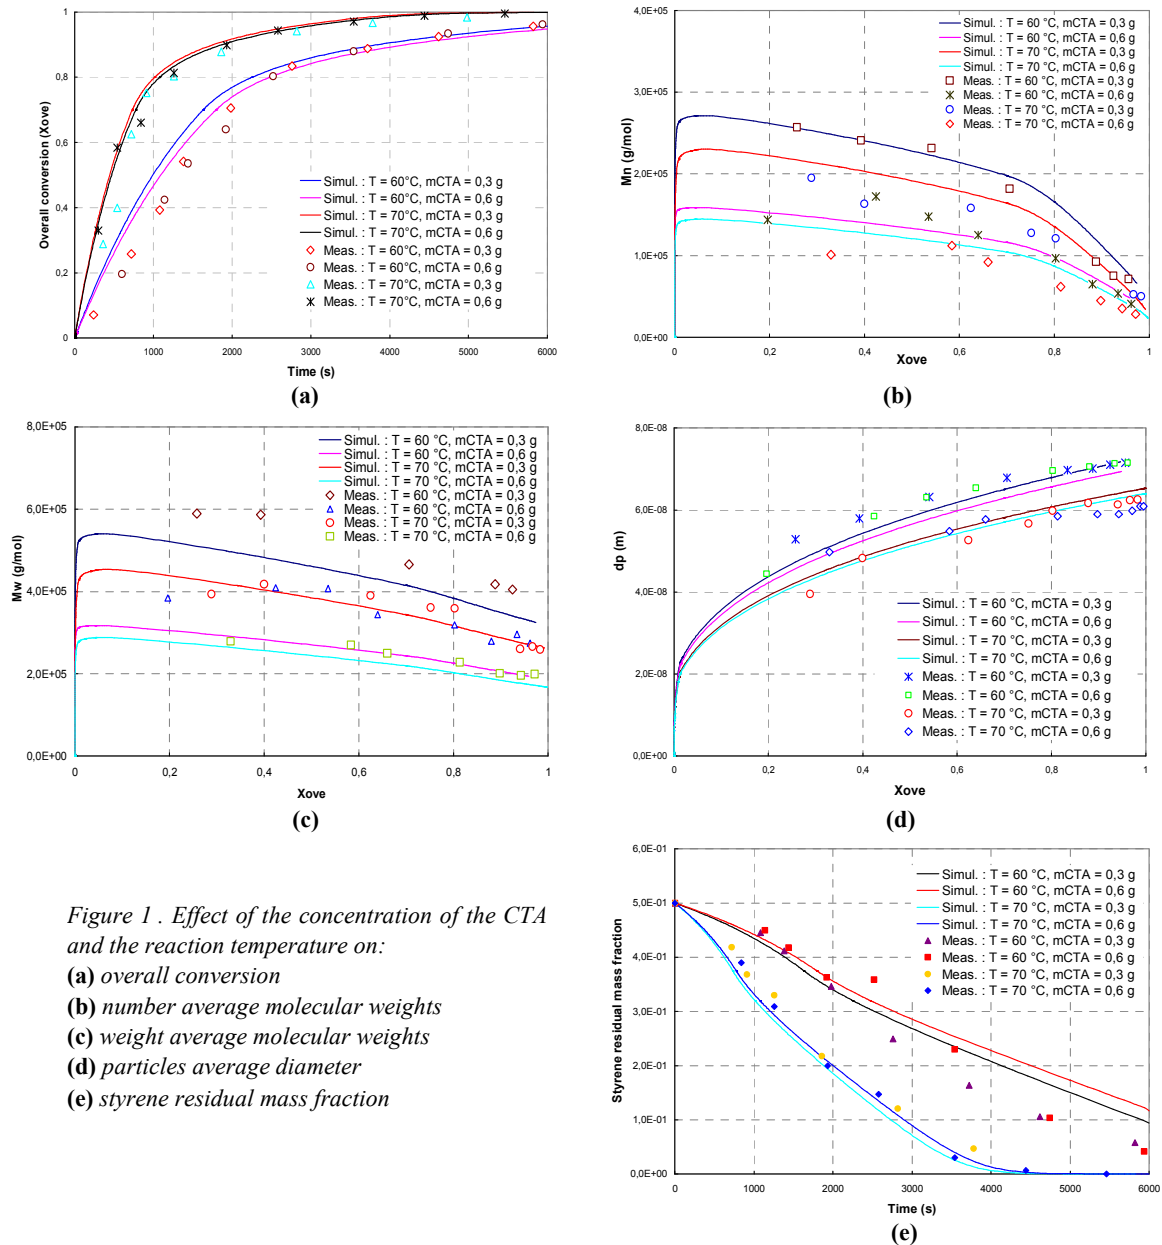 1
0,8
0,6
0,4
0,2
0
Overall conversion (Xove)
Simul. : T = 60°C, mCTA = 0,3 g
Simul. : T = 60°C, mCTA = 0,6 g
Simul. : T = 70°C, mCTA = 0,3 g
Simul. : T = 70°C, mCTA = 0,6 g
Meas. : T = 60°C, mCTA = 0,3 g
Meas. : T = 60°C, mCTA = 0,6 g
Meas. : T = 70°C, mCTA = 0,3 g
Meas. : T = 70°C, mCTA = 0,6 g
0 1000 2000 3000 4000 5000 6000
Time (s)
(a)
4,0E+05
3,0E+05
2,0E+05
1,0E+05
0,0E+00
Mn (g/mol)
Simul. : T = 60 °C, mCTA = 0,3 g
Simul. : T = 60 °C, mCTA = 0,6 g
Simul. : T = 70 °C, mCTA = 0,3 g
Simul. : T = 70 °C, mCTA = 0,6 g
Meas. : T = 60 °C, mCTA = 0,3 g
Meas. : T = 60 °C, mCTA = 0,6 g
Meas. : T = 70 °C, mCTA = 0,3 g
Meas. : T = 70 °C, mCTA = 0,6 g
0 0,2 0,4 0,6 0,8 1
Xove
(b)
8,0E+05
6,0E+05
4,0E+05
2,0E+05
0,0E+00
Mw (g/mol)
Simul. : T = 60 °C, mCTA = 0,3 g
Simul. : T = 60 °C, mCTA = 0,6 g
Simul. : T = 70 °C, mCTA = 0,3 g
Simul. : T = 70 °C, mCTA = 0,6 g
Meas. : T = 60 °C, mCTA = 0,3 g
Meas. : T = 60 °C, mCTA = 0,6 g
Meas. : T = 70 °C, mCTA = 0,3 g
Meas. : T = 70 °C, mCTA = 0,6 g
0 0,2 0,4 0,6 0,8 1
Xove
(c)
8,0E-08
6,0E-08
4,0E-08
2,0E-08
0,0E+00
dp (m)
Simul. : T = 60 °C, mCTA = 0,3 g
Simul. : T = 60 °C, mCTA = 0,6 g
Simul. : T = 70 °C, mCTA = 0,3 g
Simul. : T = 70 °C, mCTA = 0,6 g
Meas. : T = 60 °C, mCTA = 0,3 g
Meas. : T = 60 °C, mCTA = 0,6 g
Meas. : T = 70 °C, mCTA = 0,3 g
Meas. : T = 70 °C, mCTA = 0,6 g
0 0,2 0,4 0,6 0,8 1
Xove
(d)
Figure 1 . Effect of the concentration of the CTA
and the reaction temperature on:
(a) overall conversion
(b) number average molecular weights
(c) weight average molecular weights
(d) particles average diameter
(e) styrene residual mass fraction
6,0E-01
5,0E-01
4,0E-01
3,0E-01
2,0E-01
1,0E-01
0,0E+00
Styrene residual mass fraction
Simul. : T = 60 °C, mCTA = 0,3 g
Simul. : T = 60 °C, mCTA = 0,6 g
Simul. : T = 70 °C, mCTA = 0,3 g
Simul. : T = 70 °C, mCTA = 0,6 g
Meas. : T = 60 °C, mCTA = 0,3 g
Meas. : T = 60 °C, mCTA = 0,6 g
Meas. : T = 70 °C, mCTA = 0,3 g
Meas. : T = 70 °C, mCTA = 0,6 g
0 1000 2000 3000 4000 5000 6000
Time (s)
(e)